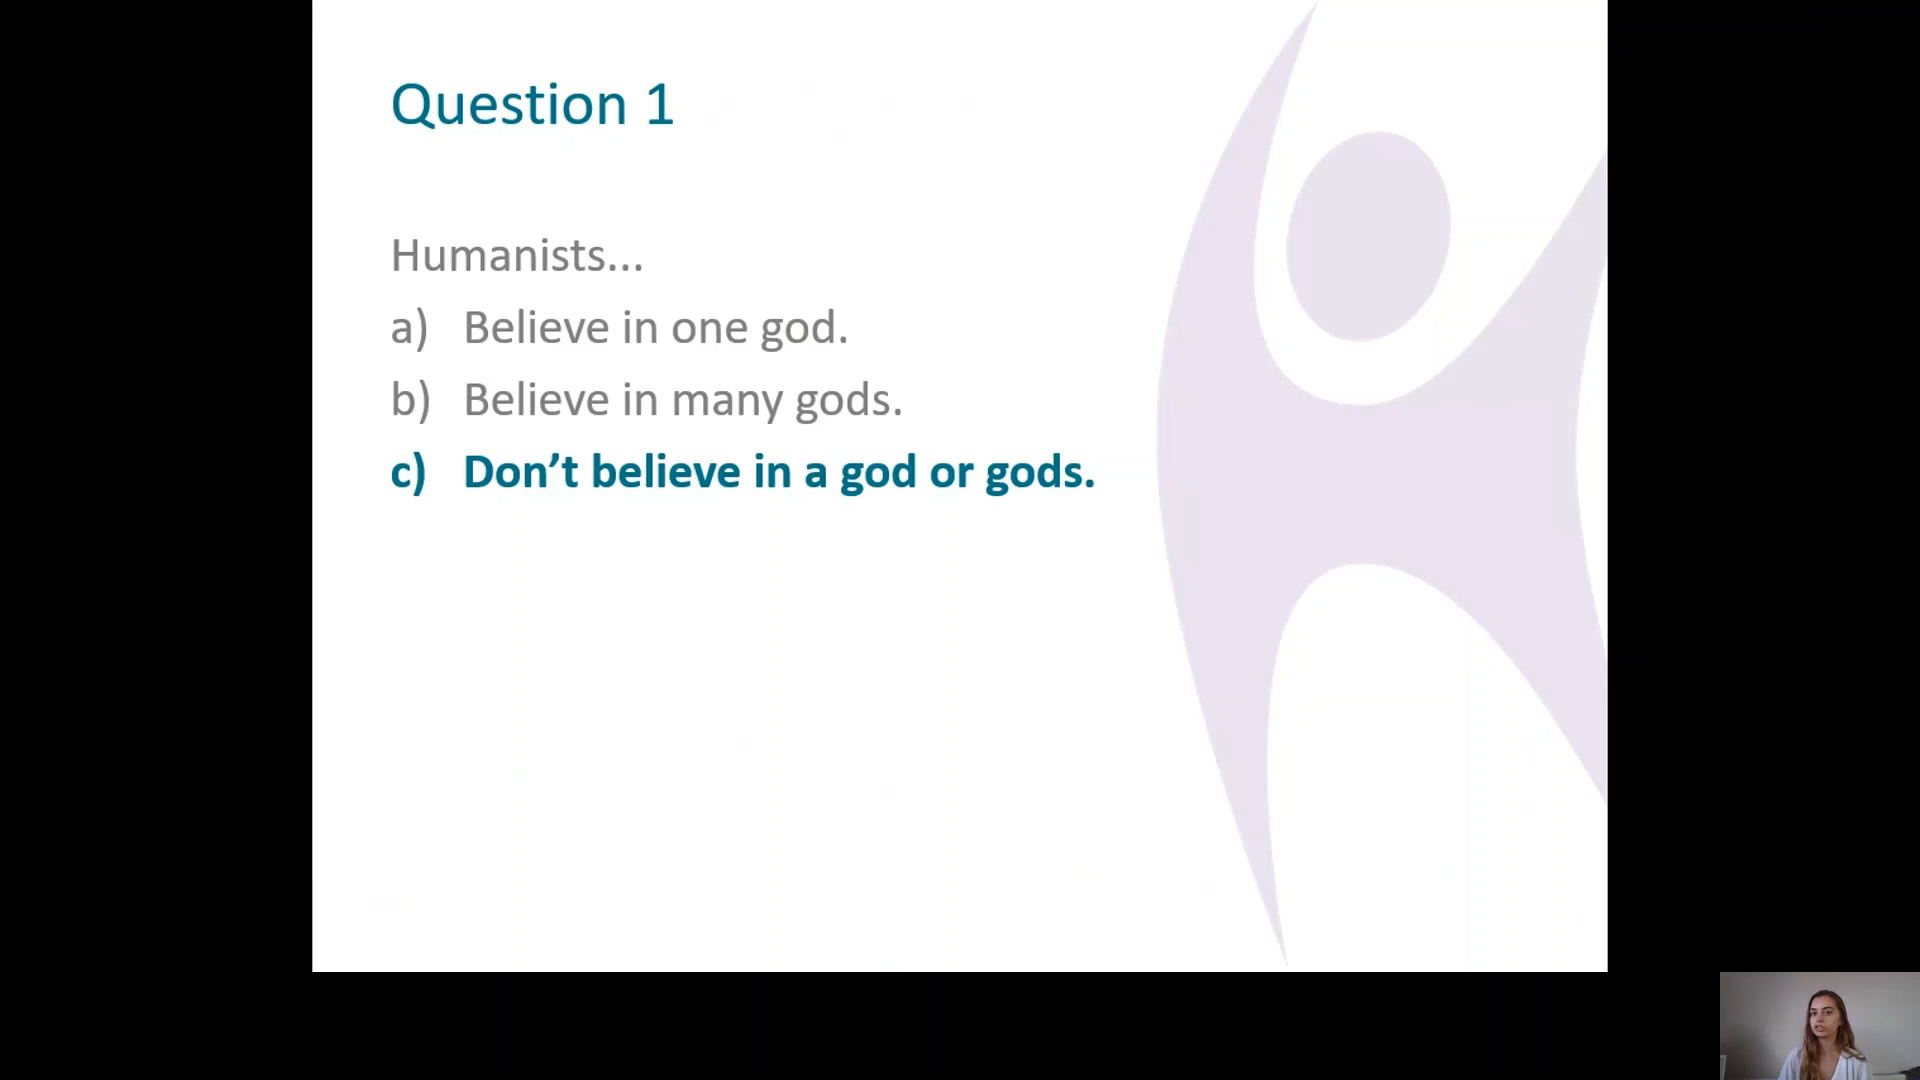 Question 1
Humanists...
a) Believe in one god.
b) Believe in many gods.
c) Don’t believe in a god or gods.